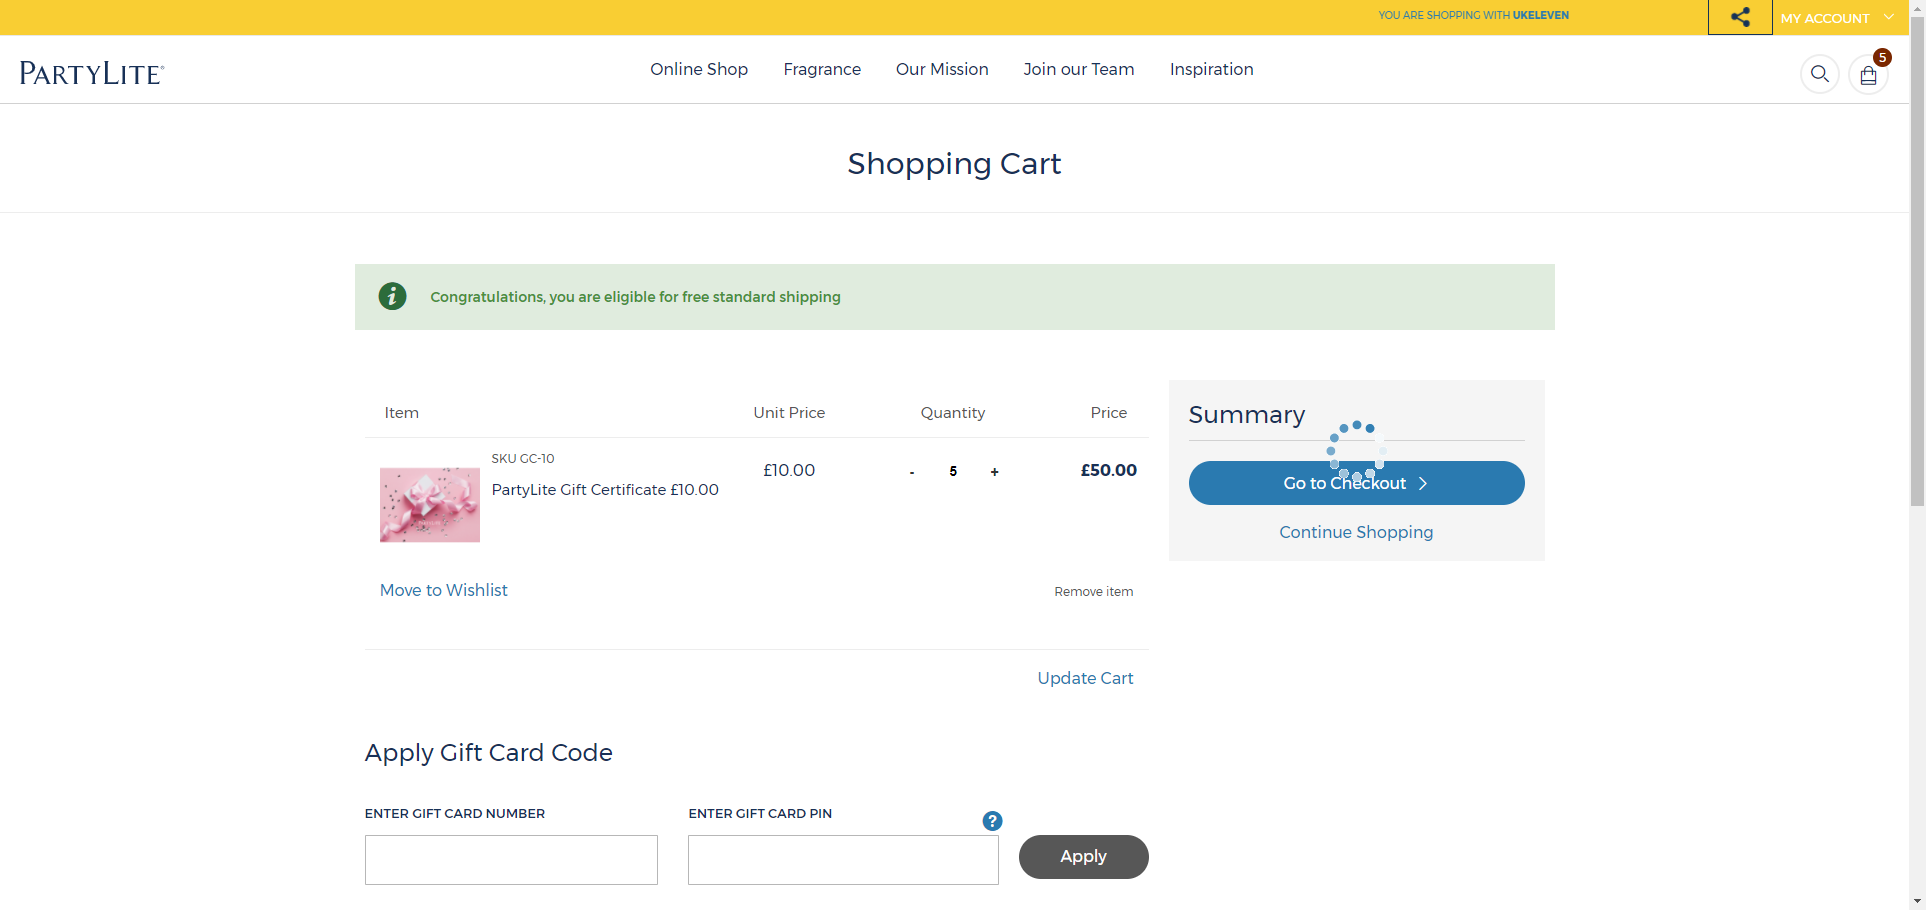 YOU ARE SHOPPING WITH UKELEVEN
MY ACCOUNT
PARTYLITE
Online Shop Fragrance Our Mission Join our Team Inspiration
5
Shopping Cart
i Congratulations, you are eligible for free standard shipping
Item Unit Price Quantity Price
SKU GC-10
PartyLite Gift Certificate £10.00
£10.00 - 5 + £50.00
Move to Wishlist Remove item
Update Cart
Summary
Go to Checkout
Continue Shopping
Apply Gift Card Code
ENTER GIFT CARD NUMBER ENTER GIFT CARD PIN ?
Apply